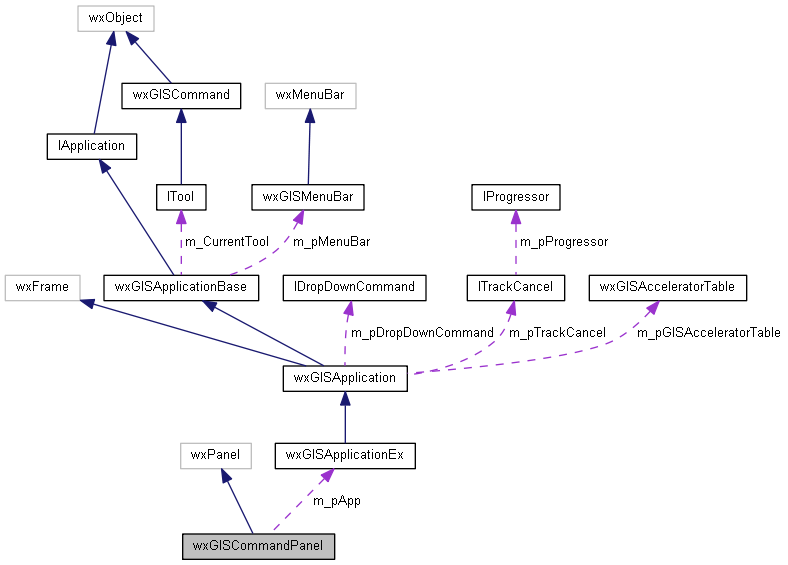 wxObject
wxGISCommand
wxMenuBar
IApplication
ITool
wxGISMenuBar
IProgressor
m_CurrentTool
m_pMenuBar
m_pProgressor
wxFrame
wxGISApplicationBase
IDropDownCommand
ITrackCancel
wxGISAcceleratorTable
m_pDropDownCommand
m_pTrackCancel
m_pGISAcceleratorTable
wxGISApplication
wxPanel
wxGISApplicationEx
m_pApp
wxGISCommandPanel